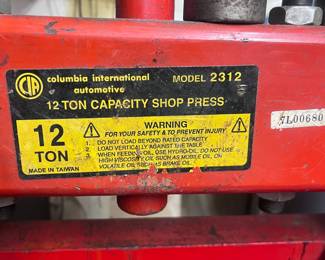 CIA
columbia international
automotive
MODEL 2312
12 TON CAPACITY SHOP PRESS
12
TON
MADE IN TAIWAN
WARNING
FOR YOUR SAFETY & TO PREVENT INJURY
1. DO NOT LOAD BEYOND RATED CAPACITY
2. LOAD VERTICALLY AGAINST THE TABLE
3. WHEN FEEDING OIL, USE HYDRO-OIL, DO NOT USE
HIGH VISCOSITY OIL SUCH AS MOBILE OIL, OR
VOLATILE OIL SUCH AS BRAKE OIL.
7L00680